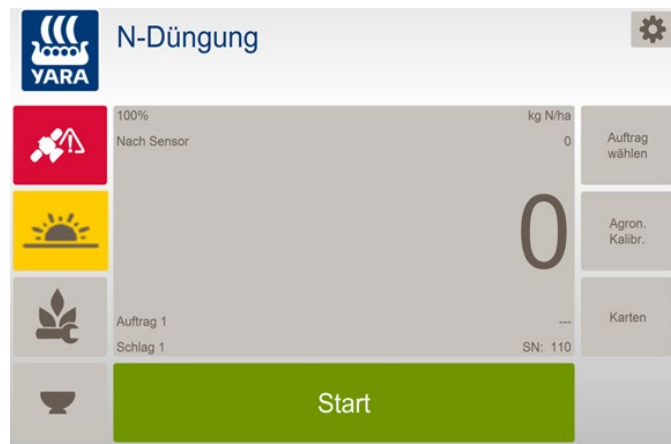 YARA
N-Düngung
100%
kg N/ha
Nach Sensor
0
0
Auftrag 1
---
Schlag 1
SN: 110
Auftrag
wählen
Agron.
Kalibr.
Karten
Start